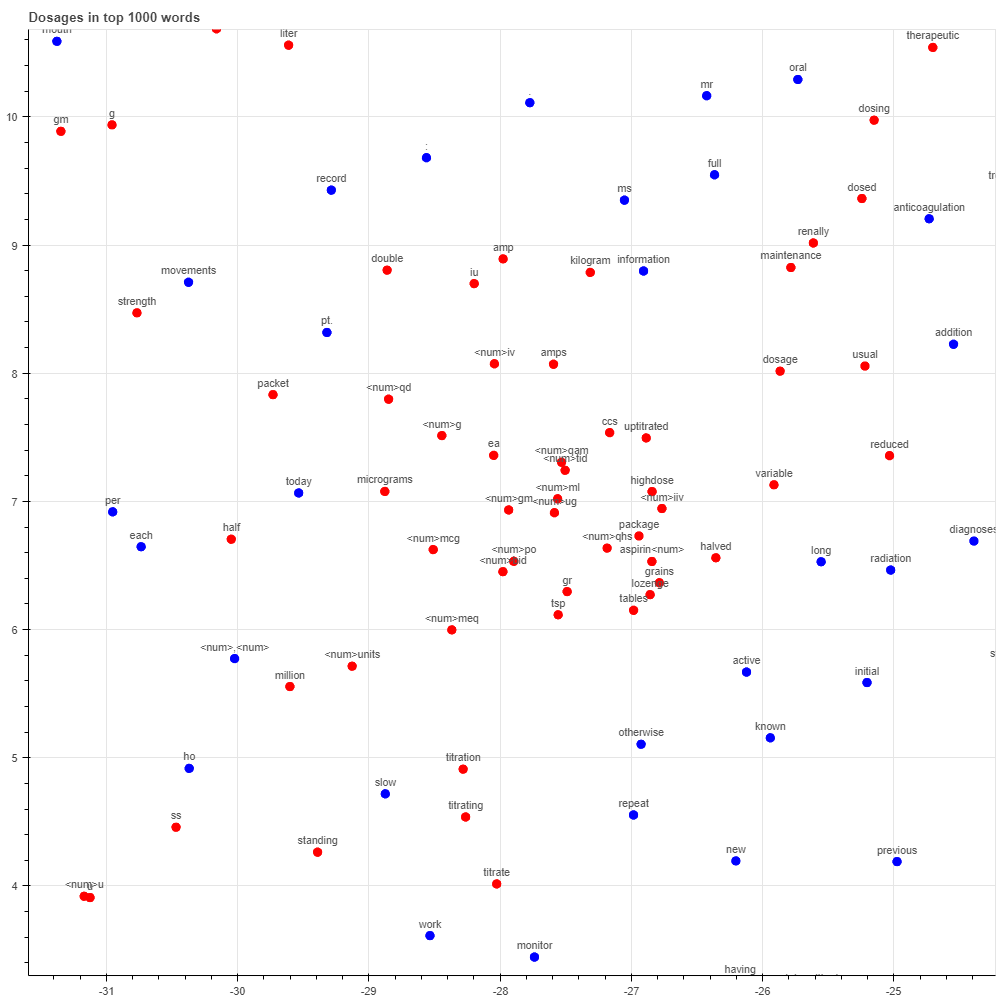 Dosages in top 1000 words
mouth
liter
therapeutic
oral
mr
.
dosing
10
gm
g
:
full
record
ms
dosed
anticoagulation
renally
9
double
amp
kilogram
information
maintenance
movements
iu
strength
pt.
addition
<num>iv
amps
dosage
usual
8
packet
<num>qd
<num>g
ccs
uptitrated
ea
<num>qam
<num>tid
reduced
today
micrograms
highdose
variable
<num>ml
<num>iiv
<num>gm
<num>ug
7
per
each
half
<num>mcg
<num>po
<num>qhs
package
aspirin<num>
halved
long
radiation
diagnoses
gr
grains
lozenge
tsp
tables
6
<num>meq
<num>.<num>
<num>units
million
active
initial
known
otherwise
5
ho
titration
slow
titrating
repeat
ss
standing
new
previous
titrate
<num>u
4
work
monitor
having
-31
-30
-29
-28
-27
-26
-25